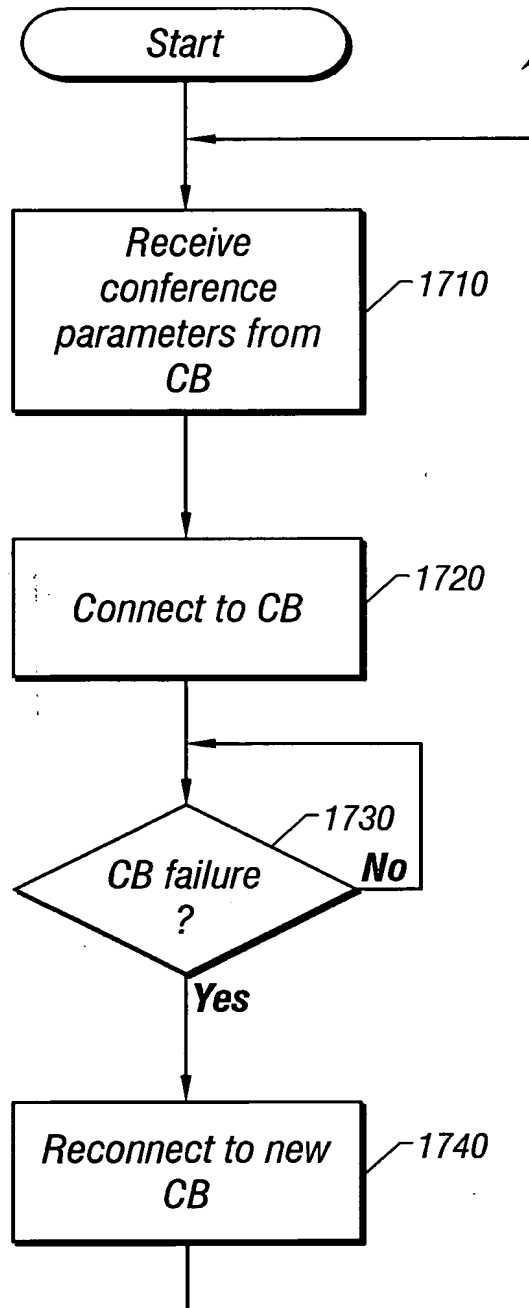 Start
Receive
conference
parameters from
CB
1710
Connect to CB
1720
1730
CB failure
?
No
Yes
Reconnect to new
CB
1740